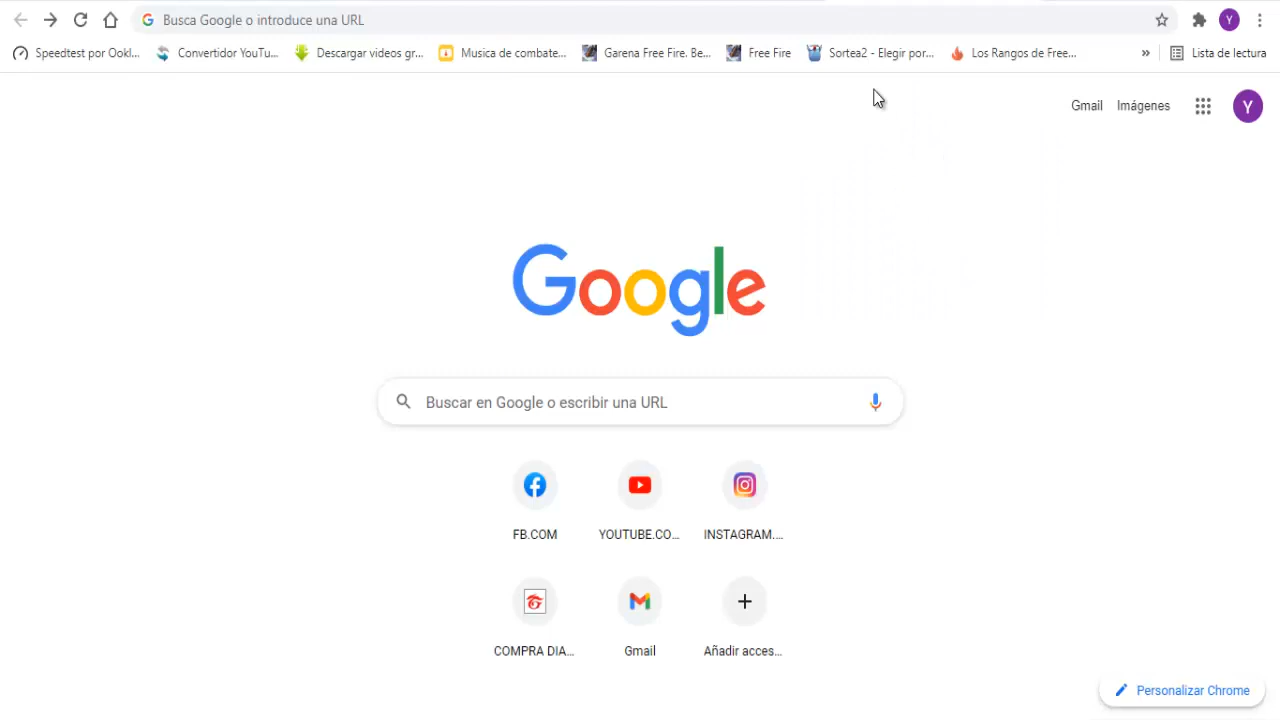 Busca Google o introduce una URL
Y
Speedtest por Ookl...
Convertidor YouTu...
Descargar videos gr...
Musica de combate...
Garena Free Fire. Be...
Free Fire
Sortea2 - Elegir por...
Los Rangos de Free...
»
Lista de lectura
Gmail
Imágenes
Y
Google
Buscar en Google o escribir una URL
FB.COM
YOUTUBE.CO...
INSTAGRAM....
COMPRA DIA...
Gmail
Añadir acces...
Personalizar Chrome